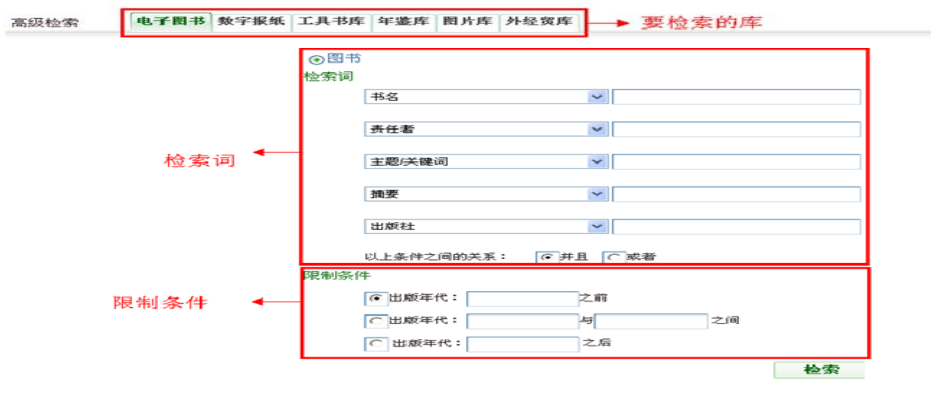 高级检索 电子图书 数字报纸 工具书库 年鉴库 图片库 外经贸库 要检索的库
图书
检索词
书名
责任者
检索词
主题/关键词
摘要
出版社
以上条件之间的关系： 并且 或者
限制条件
限制条件
出版年代： 之前
出版年代： 与 之间
出版年代： 之后
检索